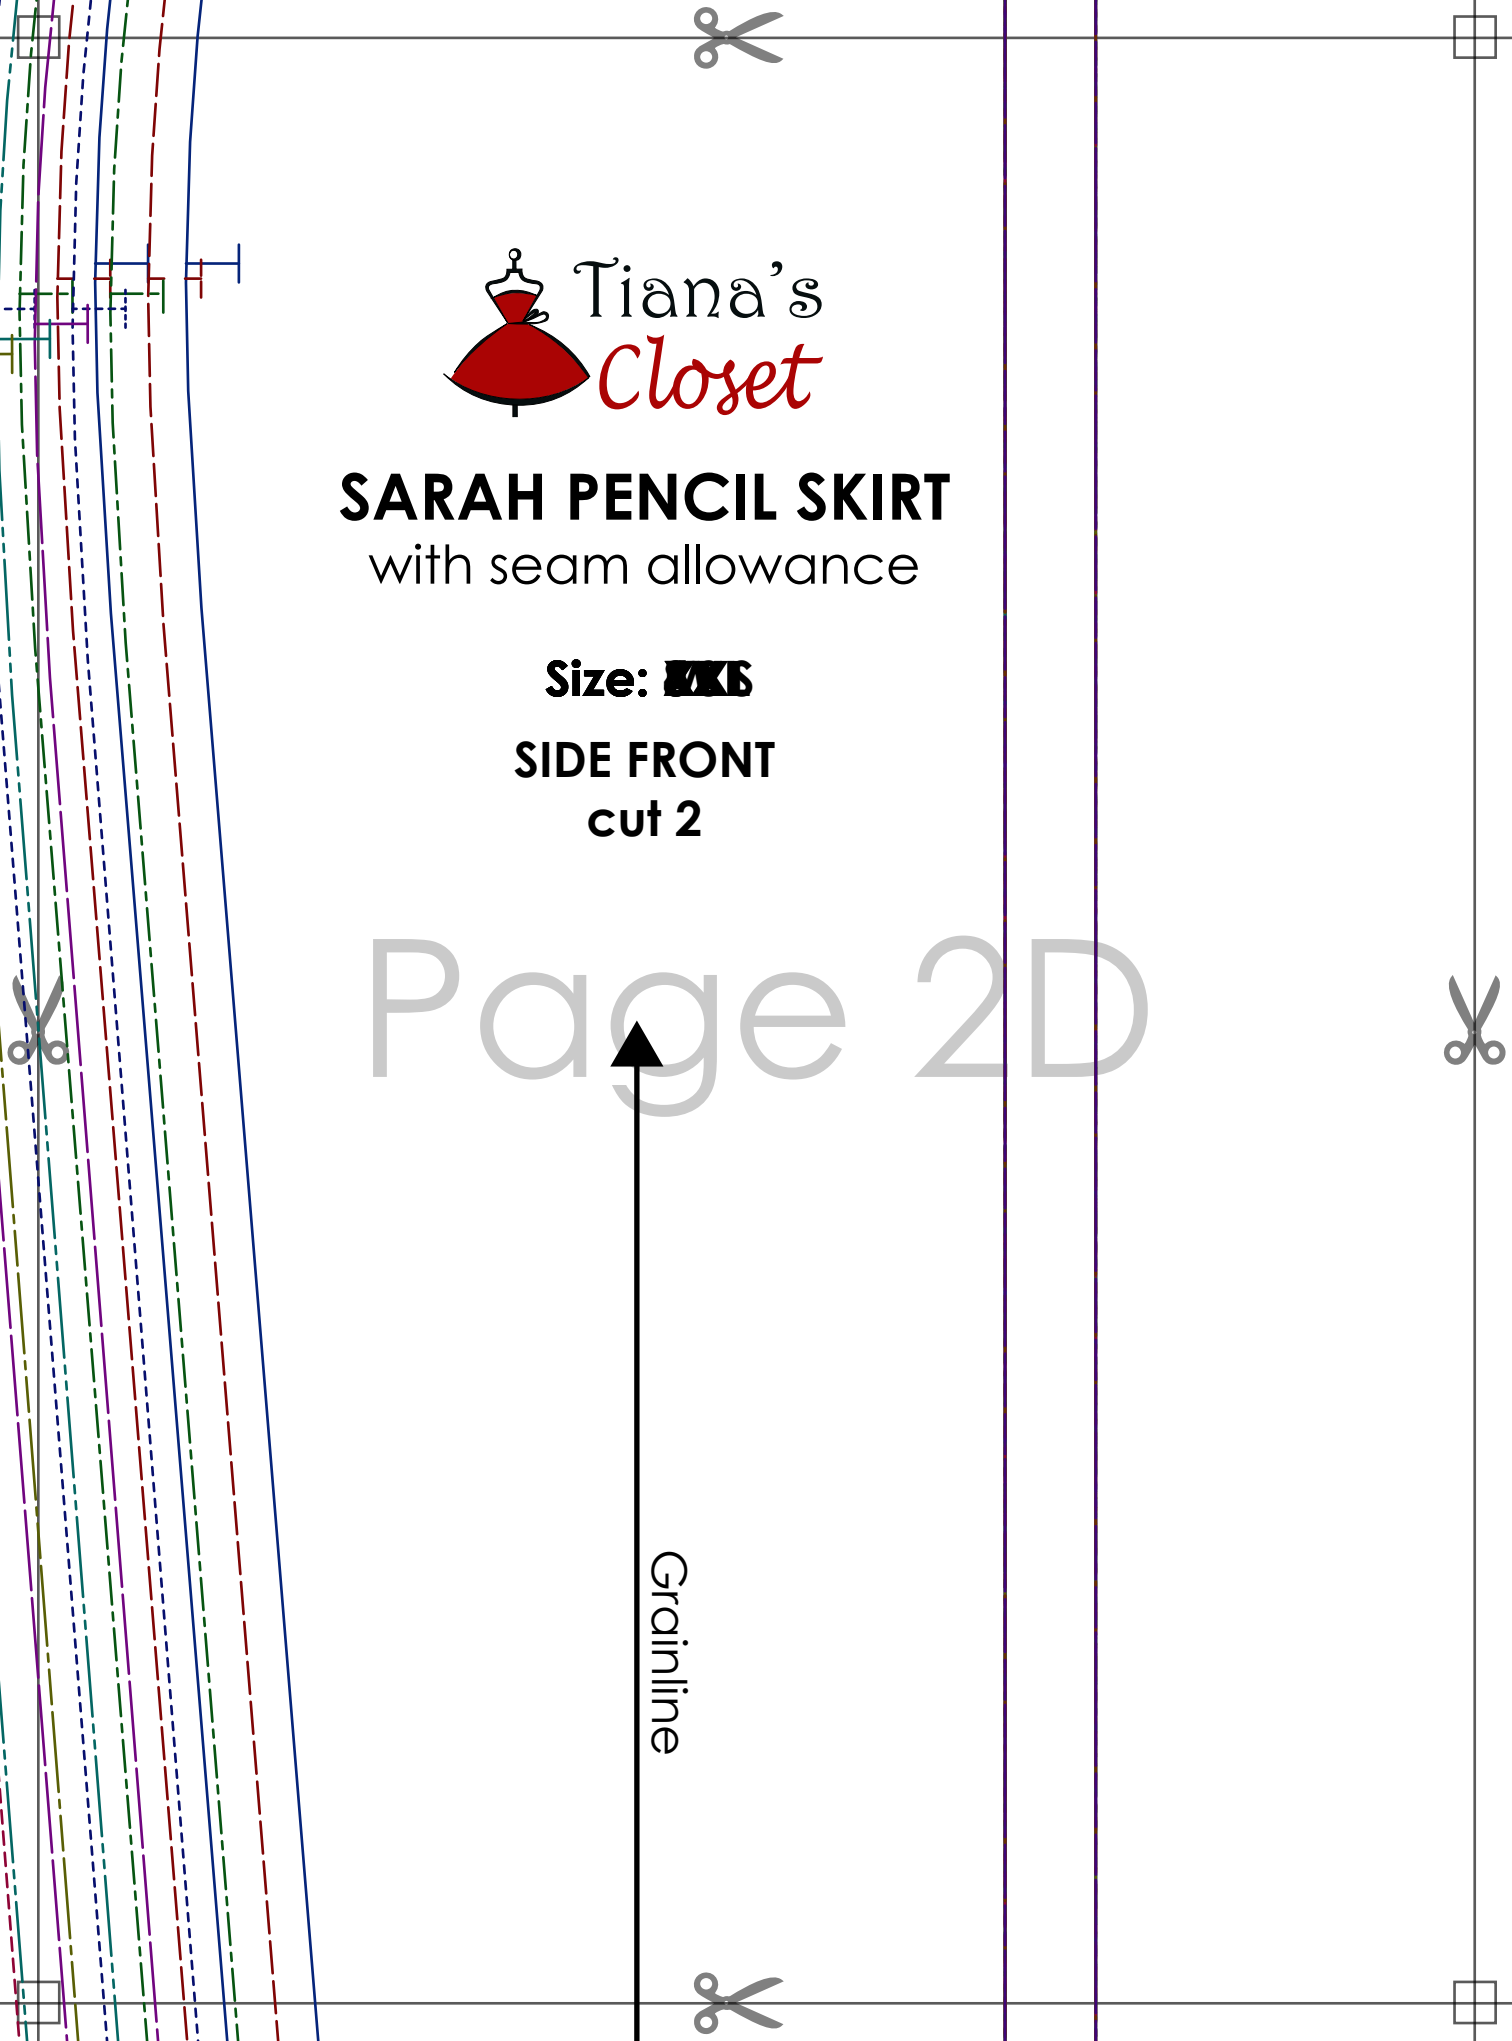 Tiana's
Closet
SARAH PENCIL SKIRT
with seam allowance
Size:
SIDE FRONT
cut 2
Page 2D
Grainline